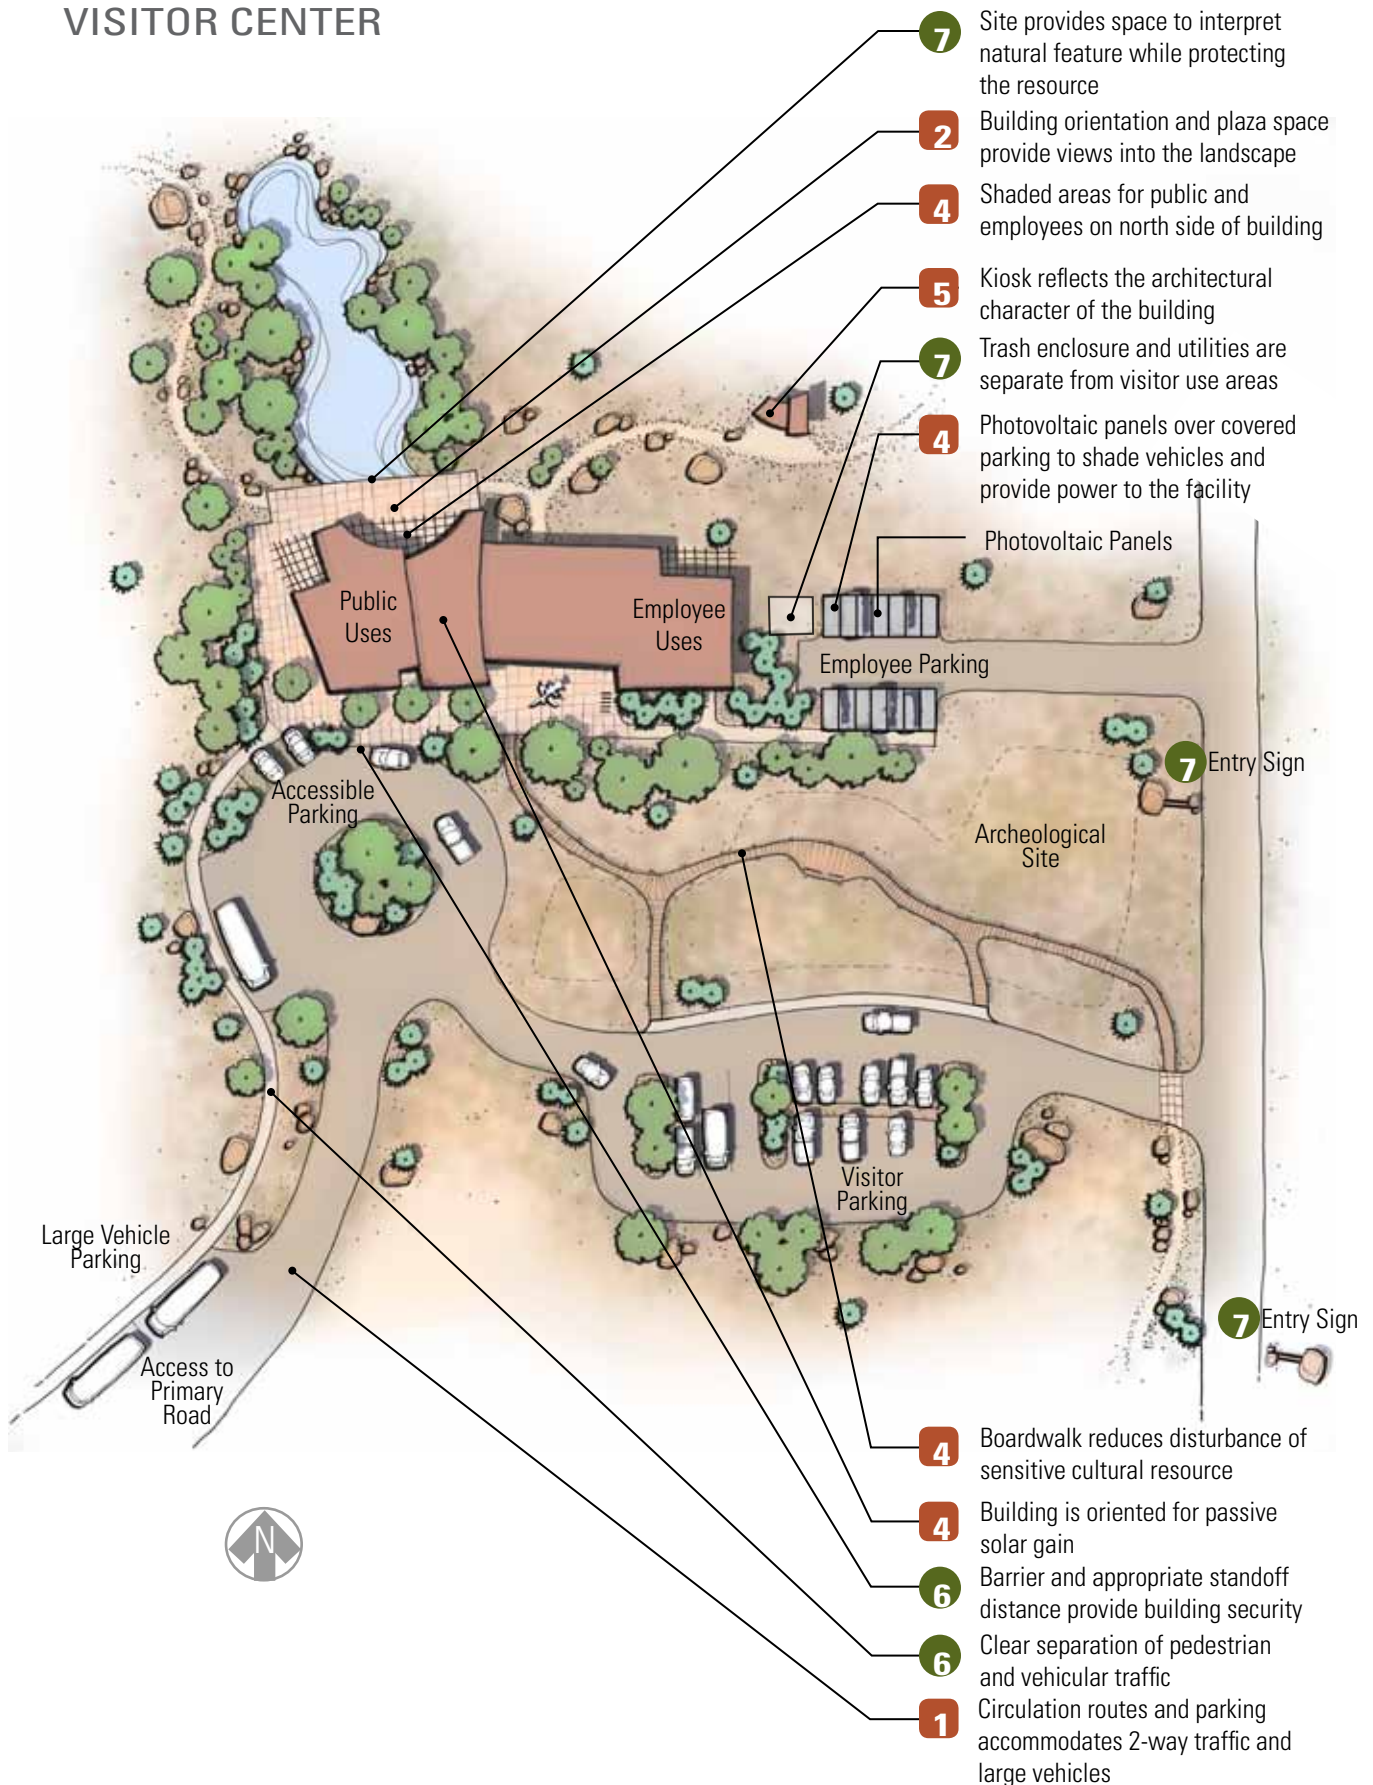 VISITOR CENTER
7
Site provides space to interpret
natural feature while protecting
the resource
2
Building orientation and plaza space
provide views into the landscape
4
Shaded areas for public and
employees on north side of building
5
Kiosk reflects the architectural
character of the building
7
Trash enclosure and utilities are
separate from visitor use areas
4
Photovoltaic panels over covered
parking to shade vehicles and
provide power to the facility
Photovoltaic Panels
Public
Uses
Employee
Uses
Employee Parking
7
Entry Sign
Accessible
Parking
Archeological
Site
Visitor
Parking
Large Vehicle
Parking
7
Entry Sign
Access to
Primary
Road
4
Boardwalk reduces disturbance of
sensitive cultural resource
4
Building is oriented for passive
solar gain
N
6
Barrier and appropriate standoff
distance provide building security
6
Clear separation of pedestrian
and vehicular traffic
1
Circulation routes and parking
accommodates 2-way traffic and
large vehicles